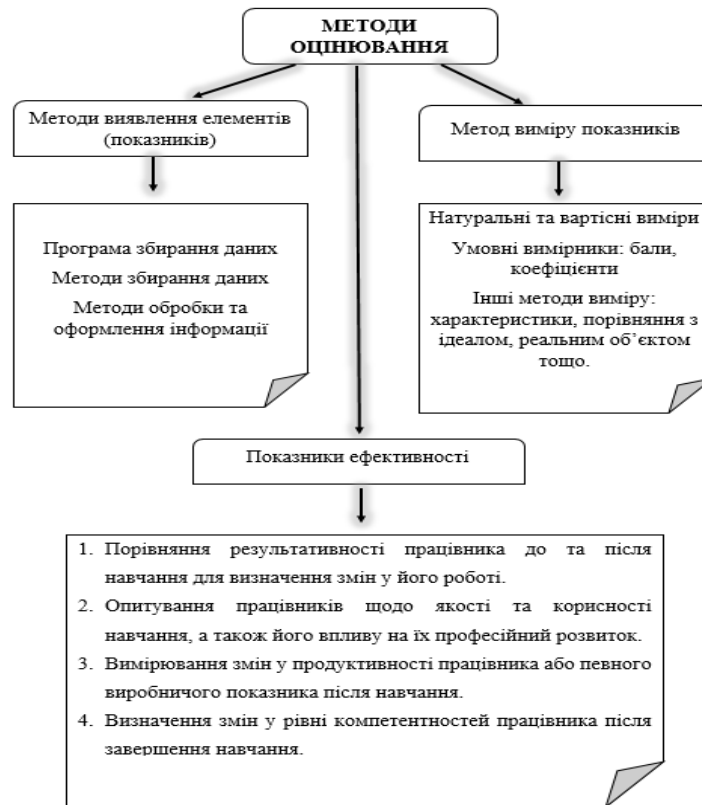 МЕТОДИ
ОЦІНЮВАННЯ
Методи виявлення елементів
(показників)
Метод виміру показників
Програма збирання даних
Методи збирання даних
Методи обробки та
оформлення інформації
Натуральні та вартісні виміри
Умовні вимірники: бали,
коефіцієнти
Інші методи виміру:
характеристики, порівняння з
ідеалом, реальним об’єктом
тощо.
Показники ефективності
1. Порівняння результативності працівника до та після
навчання для визначення змін у його роботі.
2. Опитування працівників щодо якості та корисності
навчання, а також його впливу на їх професійний розвиток.
3. Вимірювання змін у продуктивності працівника або певного
виробничого показника після навчання.
4. Визначення змін у рівні компетентностей працівника після
завершення навчання.